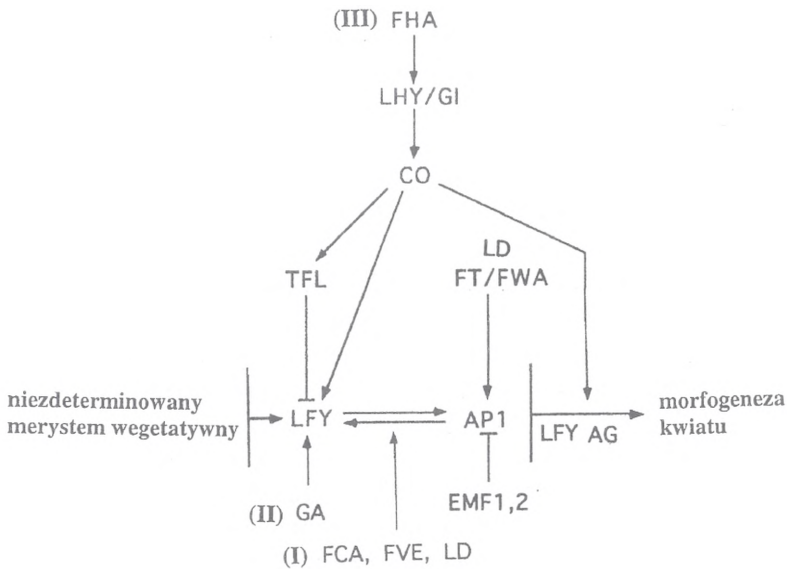 (III) FHA
LHY/GI
CO
TFL
LD
FT/FWA
niezdeterminowany
merystem wegetatywny
LFY
AP1
LFY AG
morfogeneza
kwiatu
(II) GA
EMF1,2
(I) FCA, FVE, LD